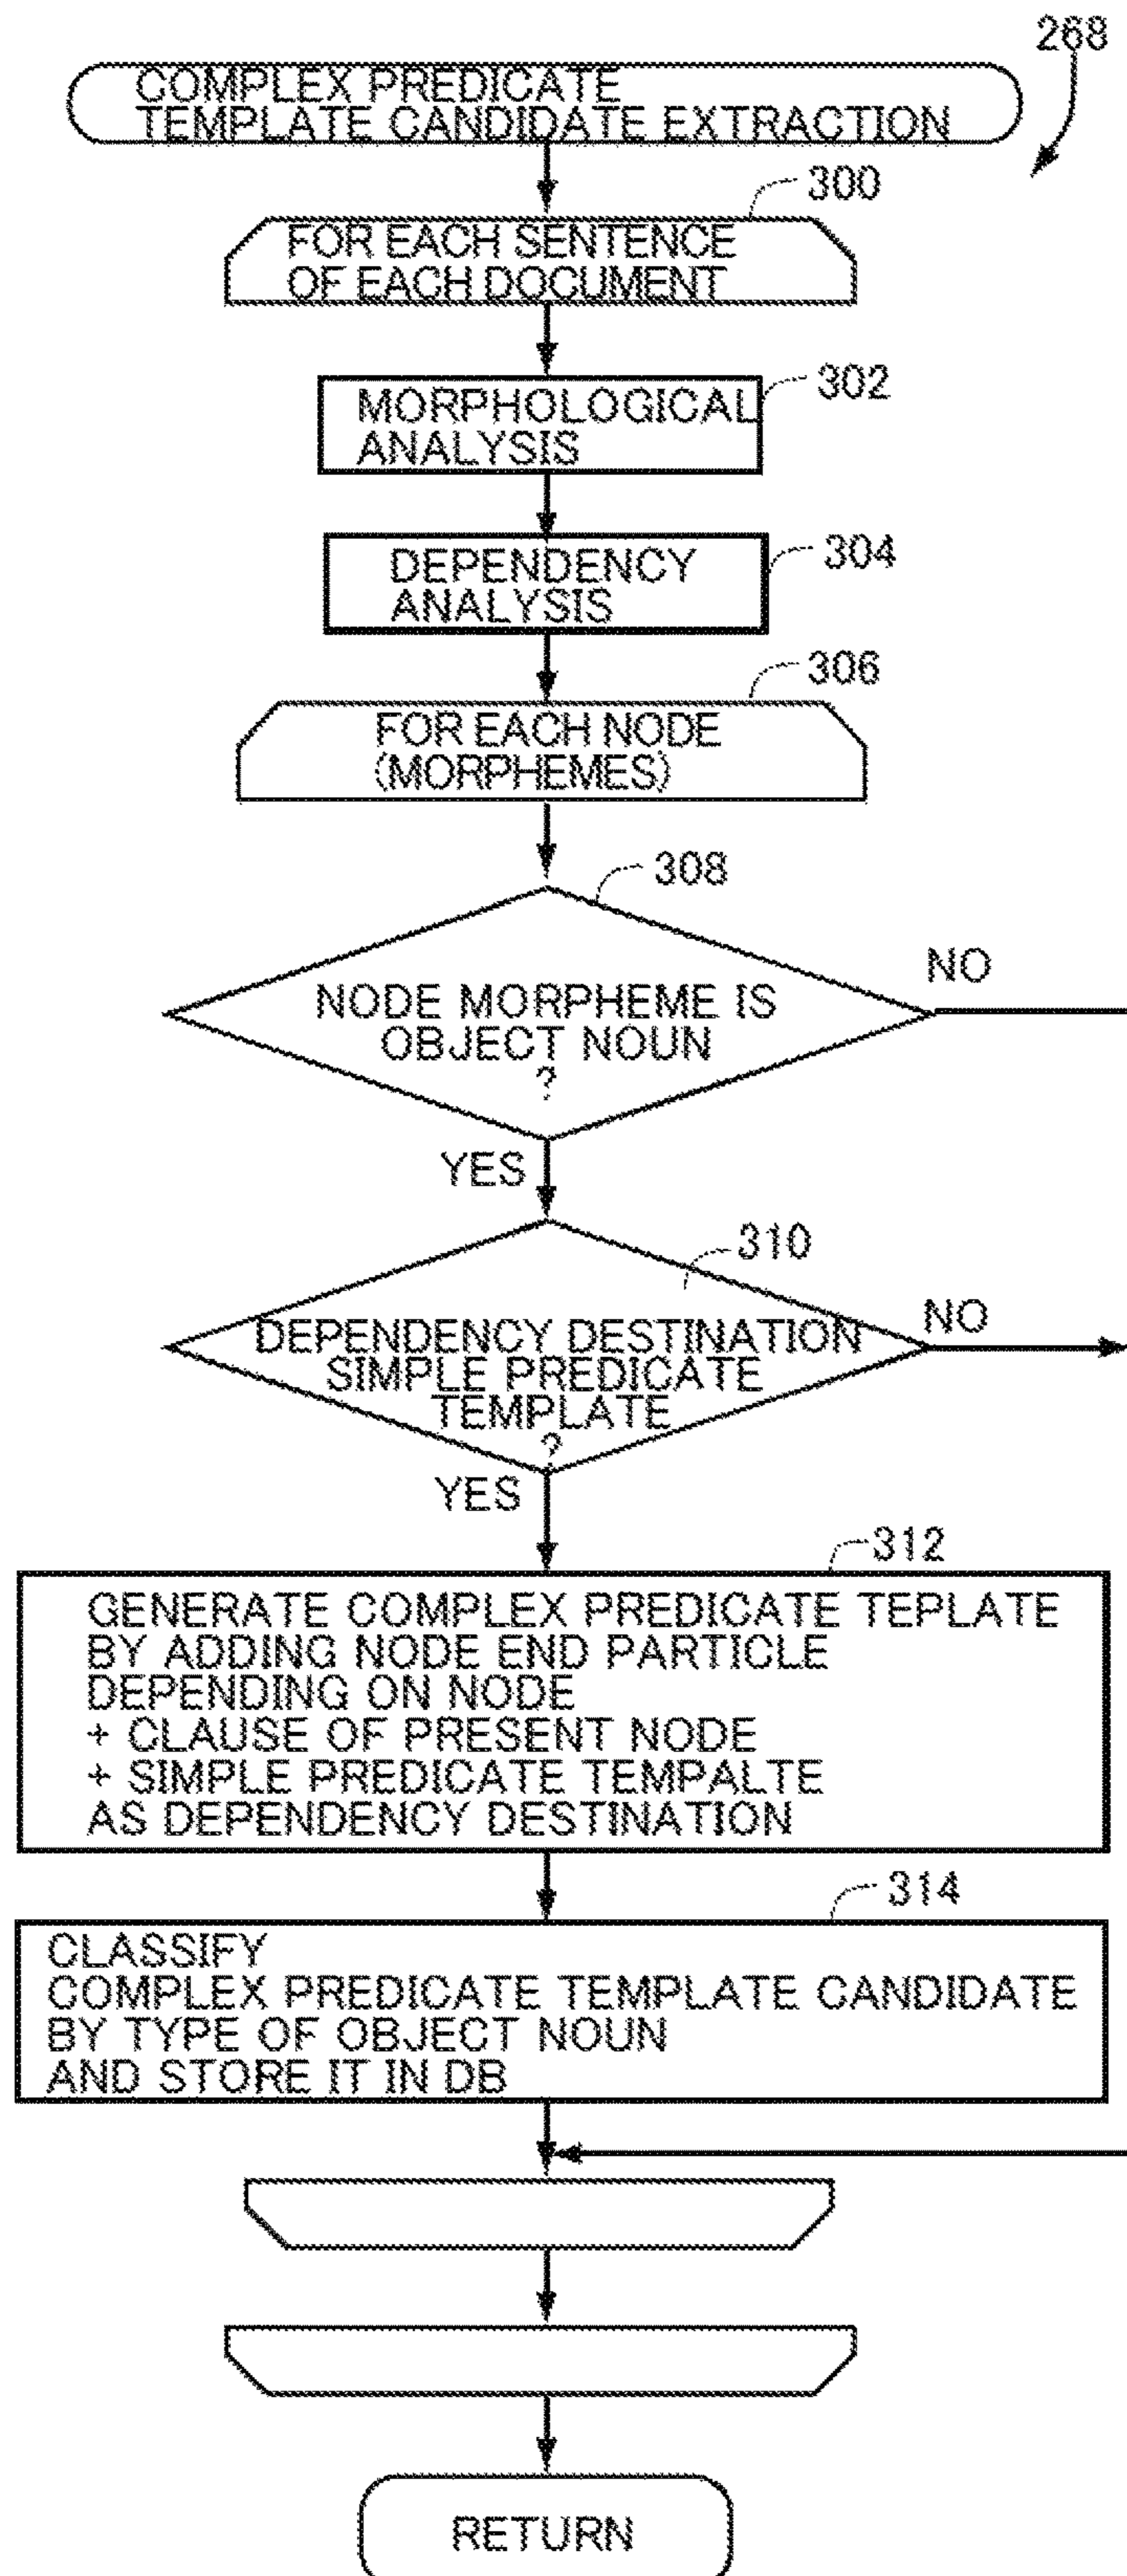 268
COMPLEX PREDICATE
TEMPLATE CANDIDATE EXTRACTION
300
FOR EACH SENTENCE
OF EACH DOCUMENT
302
MORPHOLOGICAL
ANALYSIS
304
DEPENDENCY
ANALYSIS
306
FOR EACH NODE
(MORPHEMES)
308
NODE MORPHEME IS
OBJECT NOUN
?
NO
YES
310
DEPENDENCY DESTINATION
SIMPLE PREDICATE
TEMPLATE
?
NO
YES
312
GENERATE COMPLEX PREDICATE TEPLATE
BY ADDING NODE END PARTICLE
DEPENDING ON NODE
+ CLAUSE OF PRESENT NODE
+ SIMPLE PREDICATE TEMPALTE
AS DEPENDENCY DESTINATION
314
CLASSIFY
COMPLEX PREDICATE TEMPLATE CANDIDATE
BY TYPE OF OBJECT NOUN
AND STORE IT IN DB
RETURN